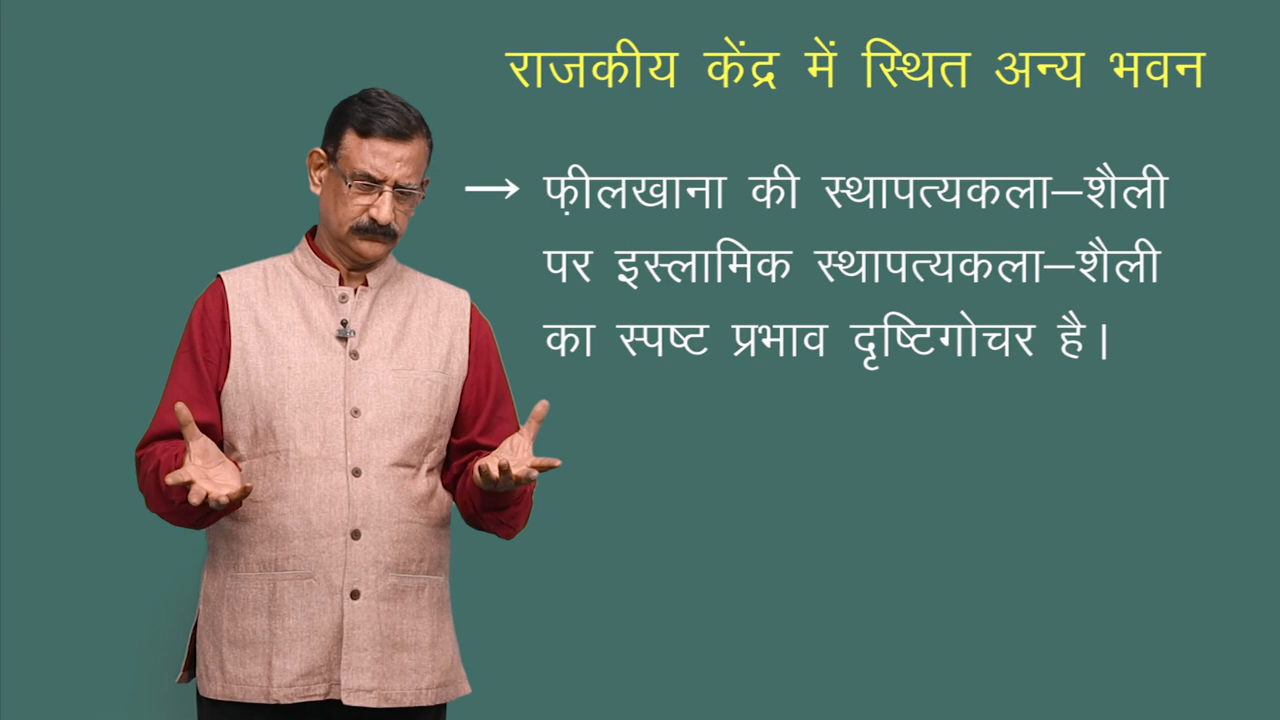 राजकीय केंद्र में स्थित अन्य भवन
→ फ़ीलखाना की स्थापत्यकला–शैली
पर इस्लामिक स्थापत्यकला–शैली
का स्पष्ट प्रभाव दृष्टिगोचर है।